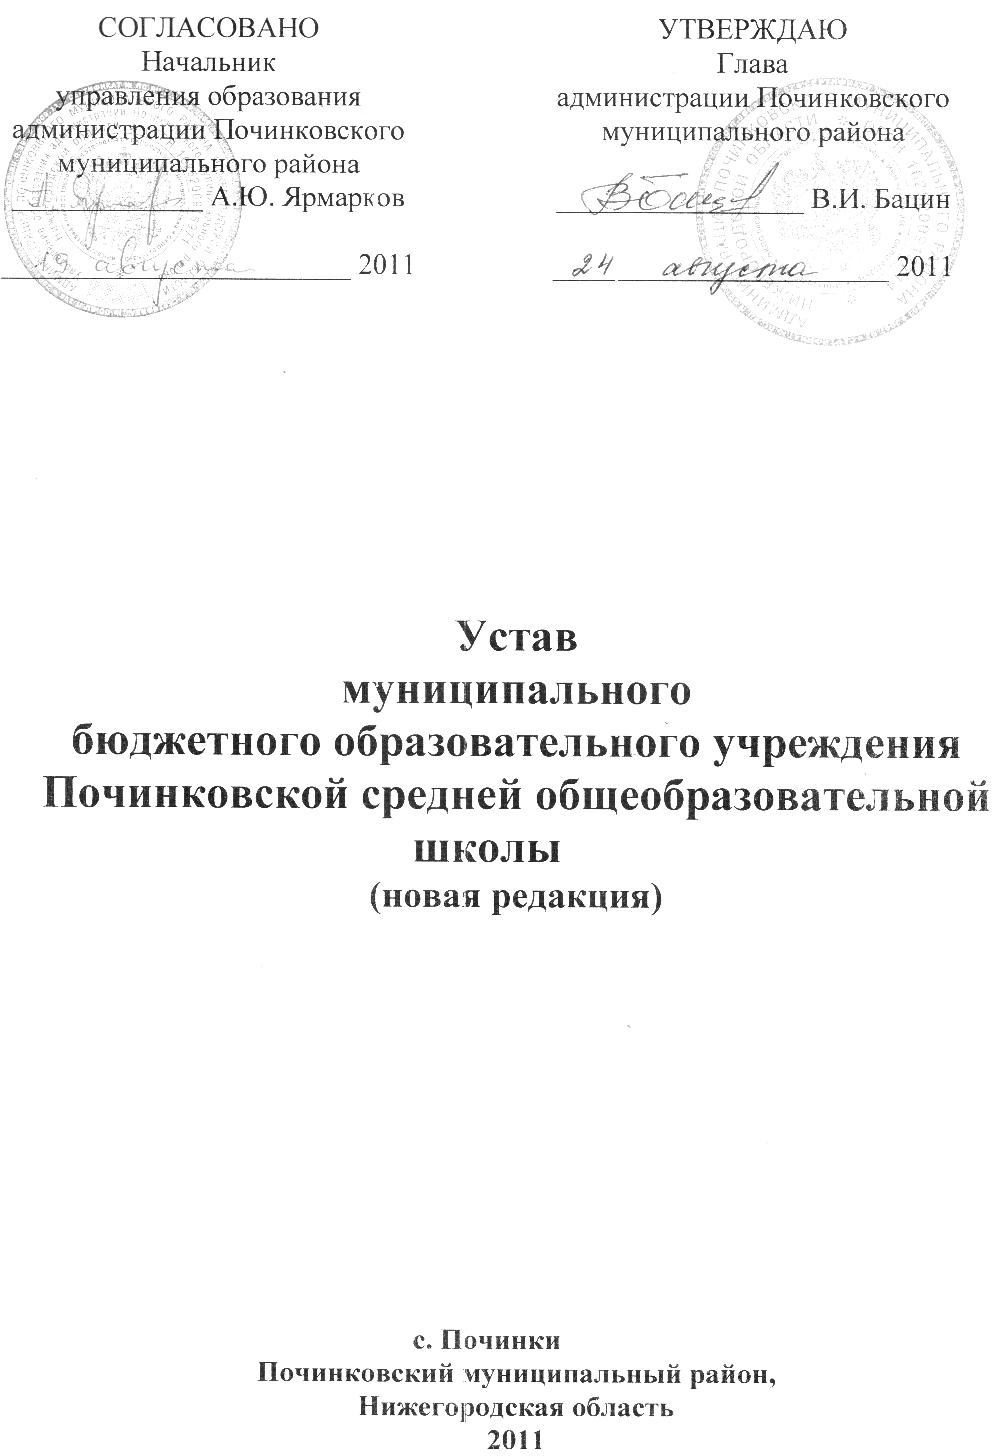 СОГЛАСОВАНО
Начальник
управления образования
администрации Починковского
муниципального района
А.Ю. Ярмарков
19 августа 2011
УТВЕРЖДАЮ
Глава
администрации Починковского
муниципального района
В.И. Бацин
24 августа 2011
Устав
муниципального
бюджетного образовательного учреждения
Починковской средней общеобразовательной
школы
(новая редакция)
с. Починки
Починковский муниципальный район,
Нижегородская область
2011